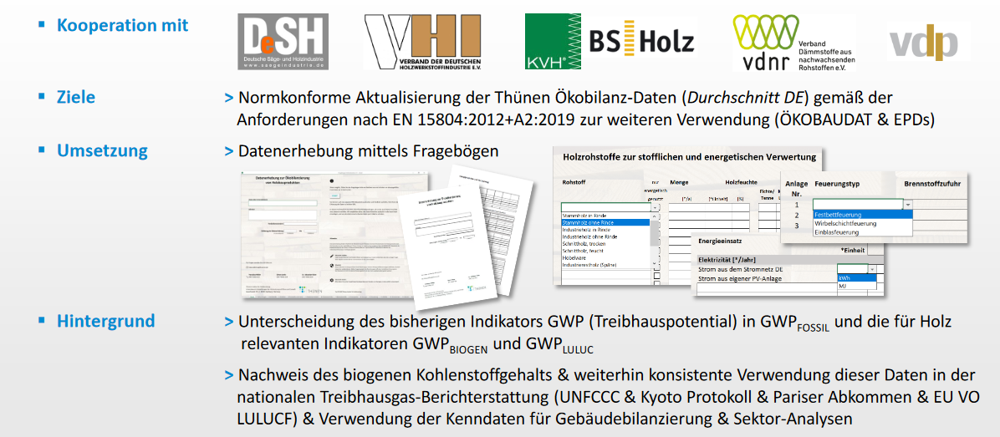 ▪ Kooperation mit
DeSH
Deutsche Säge- und Holzindustrie
www.saegeindustrie.de
VHI
VERBAND DER DEUTSCHEN
HOLZWERKSTOFFINDUSTRIE E.V.
KVH®
BS Holz
vdnr
Verband
Dämmstoffe aus
nachwachsenden
Rohstoffen e.V.
vdp
▪ Ziele
> Normkonforme Aktualisierung der Thünen Ökobilanz-Daten (Durchschnitt DE) gemäß der
Anforderungen nach EN 15804:2012+A2:2019 zur weiteren Verwendung (ÖKOBAUDAT & EPDs)
▪ Umsetzung
> Datenerhebung mittels Fragebögen
Datenerhebung zur Ökobilanzierung
von Holzbauprodukten
THÜNEN
Holzrohstoffe zur stofflichen und energetischen Verwertung
Rohstoff
nur
energetisch
genutzt
Menge
[*/a]
[*Einheit]
Holzfeuchte
[%]
Fichte/
Tanne
Stammholz in Rinde
Stammholz ohne Rinde
Industrieholz in Rinde
Industrieholz ohne Rinde
Schnittholz, trocken
Schnittholz, feucht
Hobelware
Industrierestholz (Späne)
Anlage
Nr.
Feuerungstyp
Brennstoffzufuhr
1
2
3
Festbettfeuerung
Wirbelschichtfeuerung
Einblasfeuerung
Energieeinsatz
*Einheit
Elektrizität [*/Jahr]
Strom aus dem Stromnetz DE
Strom aus eigener PV-Anlage
kWh
MJ
▪ Hintergrund
> Unterscheidung des bisherigen Indikators GWP (Treibhauspotential) in GWP FOSSIL und die für Holz
relevanten Indikatoren GWP BIOGEN und GWP LULUC
> Nachweis des biogenen Kohlenstoffgehalts & weiterhin konsistente Verwendung dieser Daten in der
nationalen Treibhausgas-Berichterstattung (UNFCCC & Kyoto Protokoll & Pariser Abkommen & EU VO
LULUCF) & Verwendung der Kenndaten für Gebäudebilanzierung & Sektor-Analysen